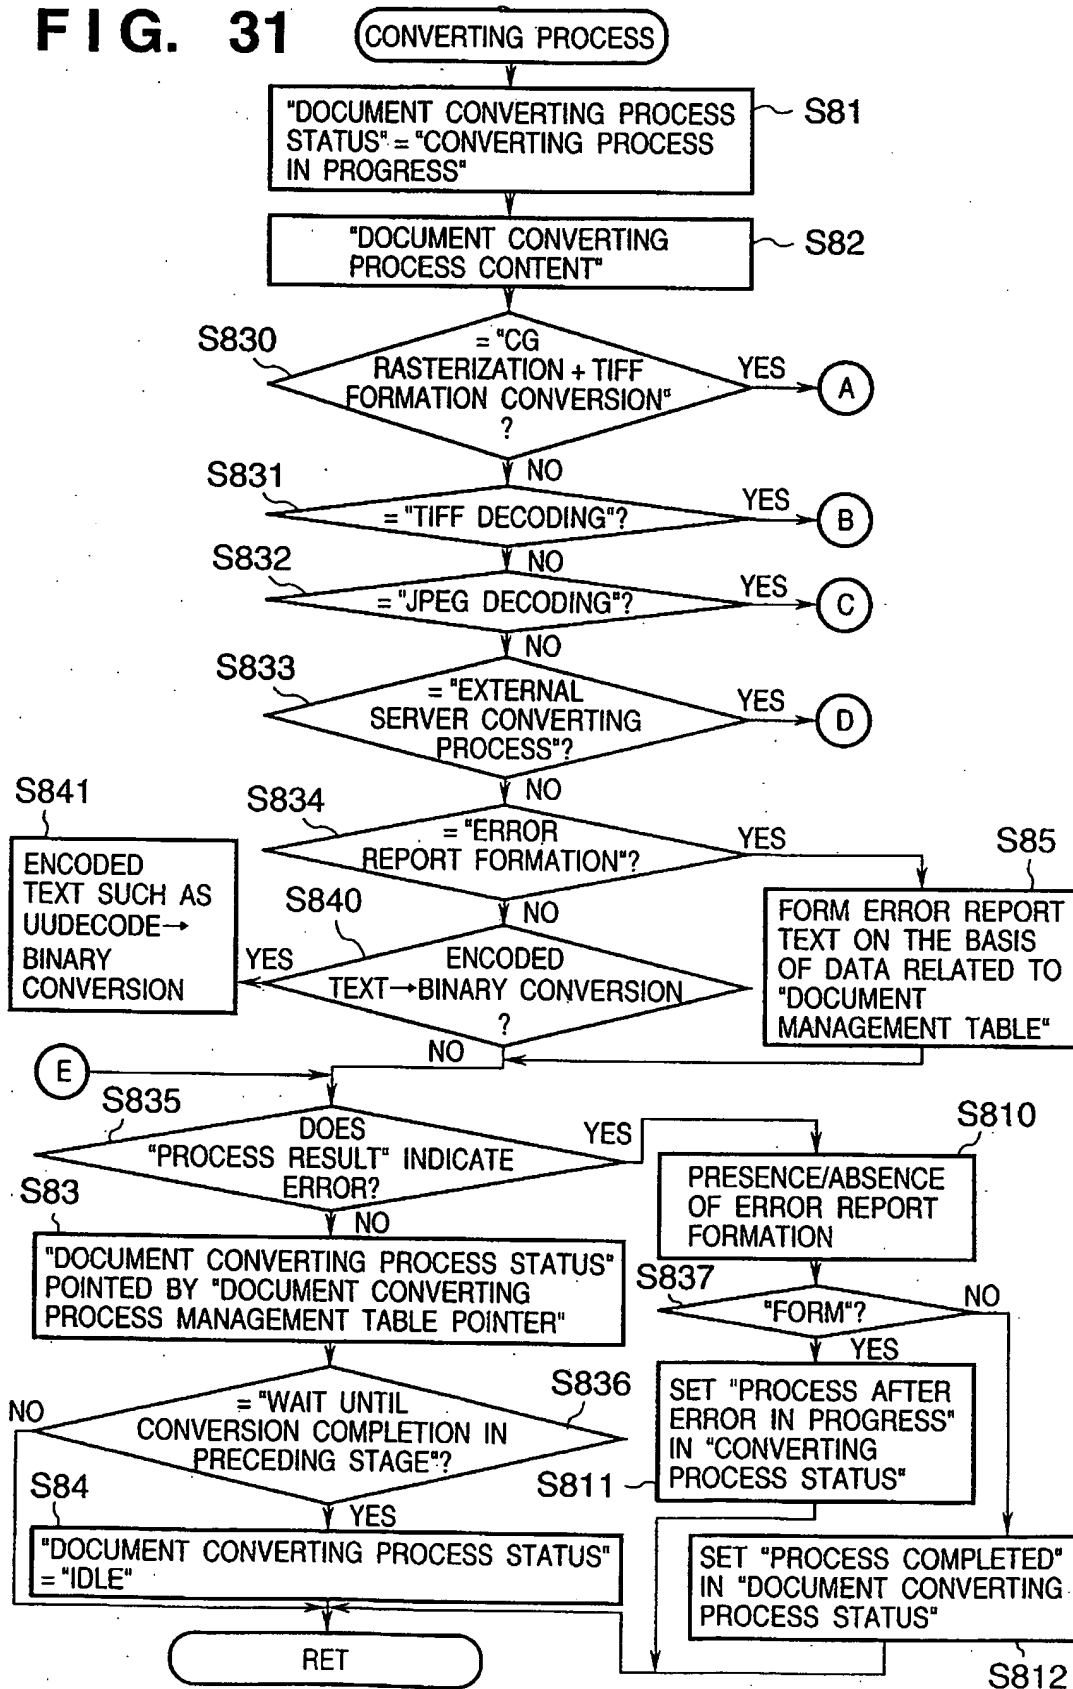 FIG. 31
CONVERTING PROCESS
"DOCUMENT CONVERTING PROCESS
STATUS" = "CONVERTING PROCESS
IN PROGRESS"
S81
"DOCUMENT CONVERTING
PROCESS CONTENT"
S82
S830
= "CG
RASTERIZATION + TIFF
FORMATION CONVERSION"
?
YES
A
NO
S831
= "TIFF DECODING"?
YES
B
NO
S832
= "JPEG DECODING"?
YES
C
NO
S833
= "EXTERNAL
SERVER CONVERTING
PROCESS"?
YES
D
NO
S834
= "ERROR
REPORT FORMATION"?
YES
NO
S85
FORM ERROR REPORT
TEXT ON THE BASIS
OF DATA RELATED TO
"DOCUMENT
MANAGEMENT TABLE"
S841
ENCODED
TEXT SUCH AS
UUDECODE→
BINARY
CONVERSION
S840
ENCODED
TEXT→BINARY CONVERSION
?
YES
NO
E
S835
DOES
"PROCESS RESULT" INDICATE
ERROR?
YES
NO
S810
PRESENCE/ABSENCE
OF ERROR REPORT
FORMATION
S83
"DOCUMENT CONVERTING PROCESS STATUS"
POINTED BY "DOCUMENT CONVERTING
PROCESS MANAGEMENT TABLE POINTER"
S837
"FORM"?
NO
YES
S836
= "WAIT UNTIL
CONVERSION COMPLETION IN
PRECEDING STAGE"?
NO
YES
SET "PROCESS AFTER
ERROR IN PROGRESS"
IN "CONVERTING
PROCESS STATUS"
S811
S84
"DOCUMENT CONVERTING PROCESS STATUS"
= "IDLE"
SET "PROCESS COMPLETED"
IN "DOCUMENT CONVERTING
PROCESS STATUS"
S812
RET